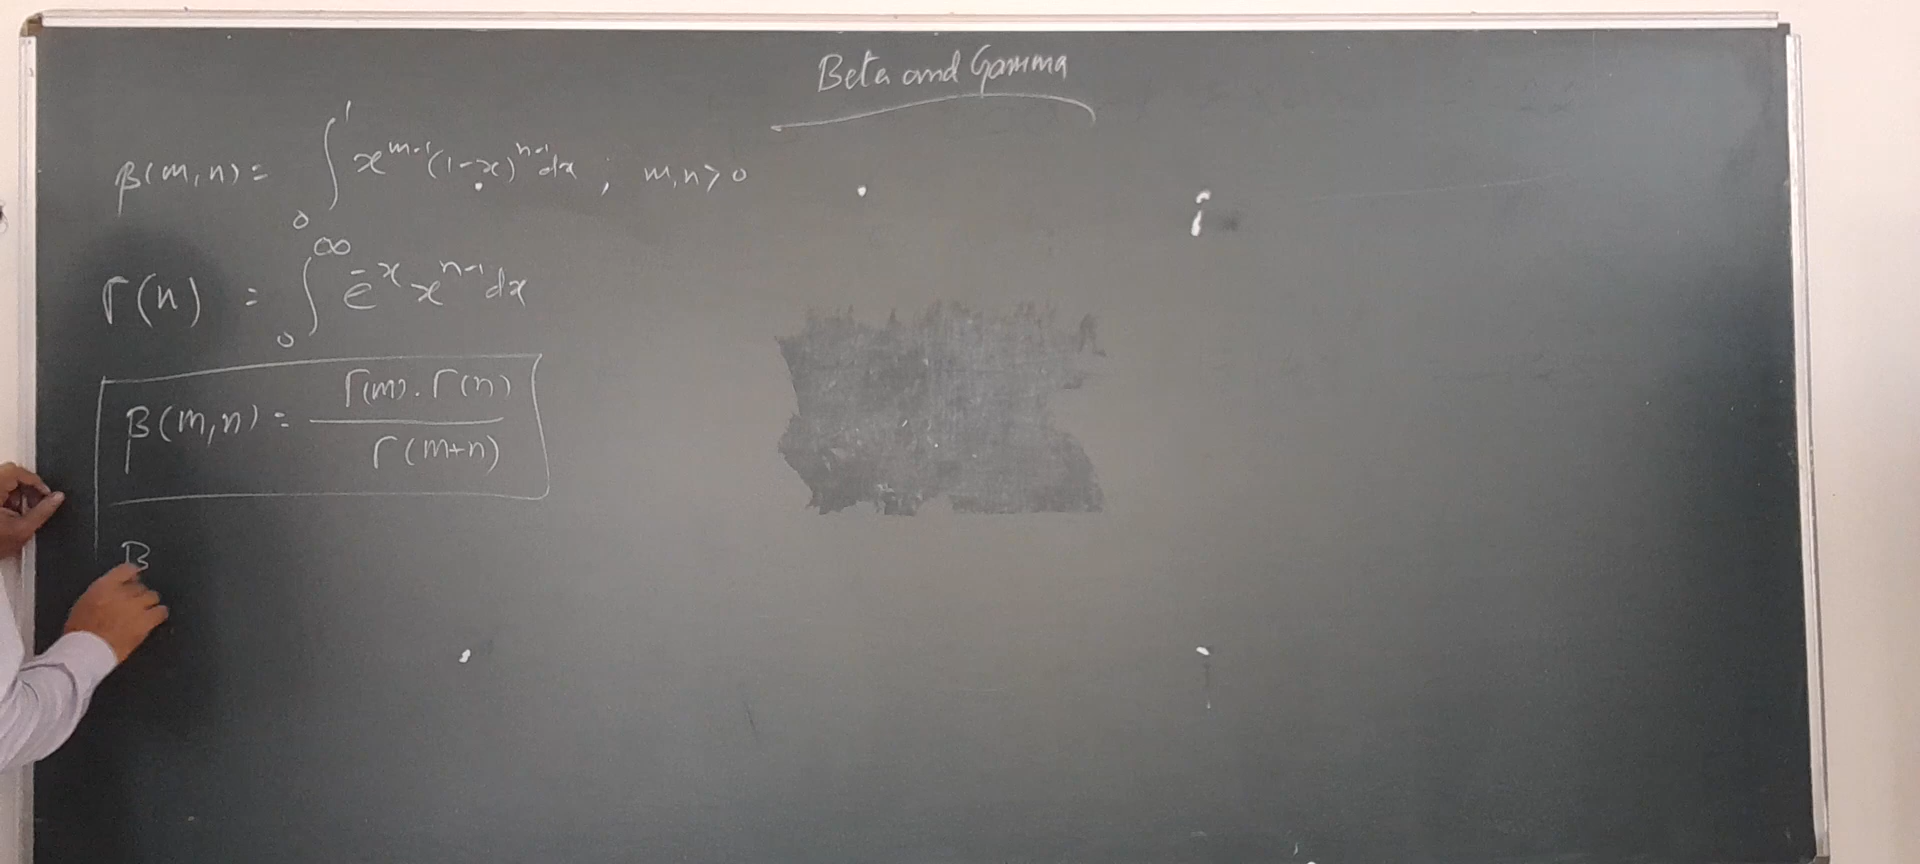 Beta and Gamma
β(m,n) = ∫₀¹ x^{m-1} (1-x)^{n-1} dx ; m,n > 0
Γ(n) = ∫₀^∞ e^{-x} x^{n-1} dx
β(m,n) = Γ(m) . Γ(n) / Γ(m+n)
β